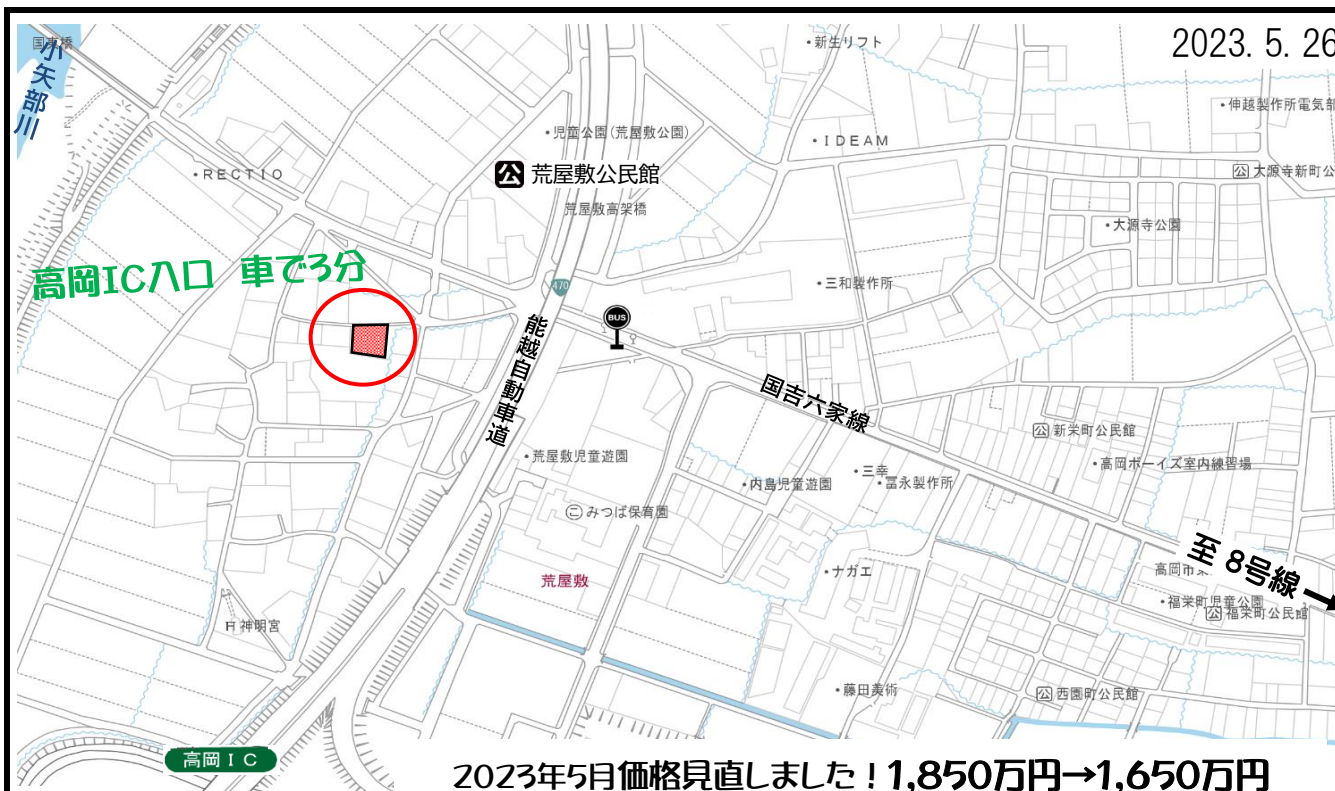 国東橋
小矢部川
2023. 5. 26
・新生リフト
・伸越製作所電気部
・児童公園(荒屋敷公園)
・IDEAM
・RECTIO
公 荒屋敷公民館
公 大源寺新町公
荒屋敷高架橋
・大源寺公園
高岡IC入口 車で3分
470
・三和製作所
BUS
能越自動車道
国吉六家線
公 新栄町公民館
・荒屋敷児童遊園
・三幸
・高岡ボーイズ室内練習場
・内島児童遊園
・冨永製作所
みつば保育園
至 8号線
荒屋敷
・ナガエ
高岡市
・福栄町児童公園
公 福栄町公民館
神明宮
・藤田美術
公 西園町公民館
高岡IC
2023年5月価格見直しました!1,850万円→1,650万円